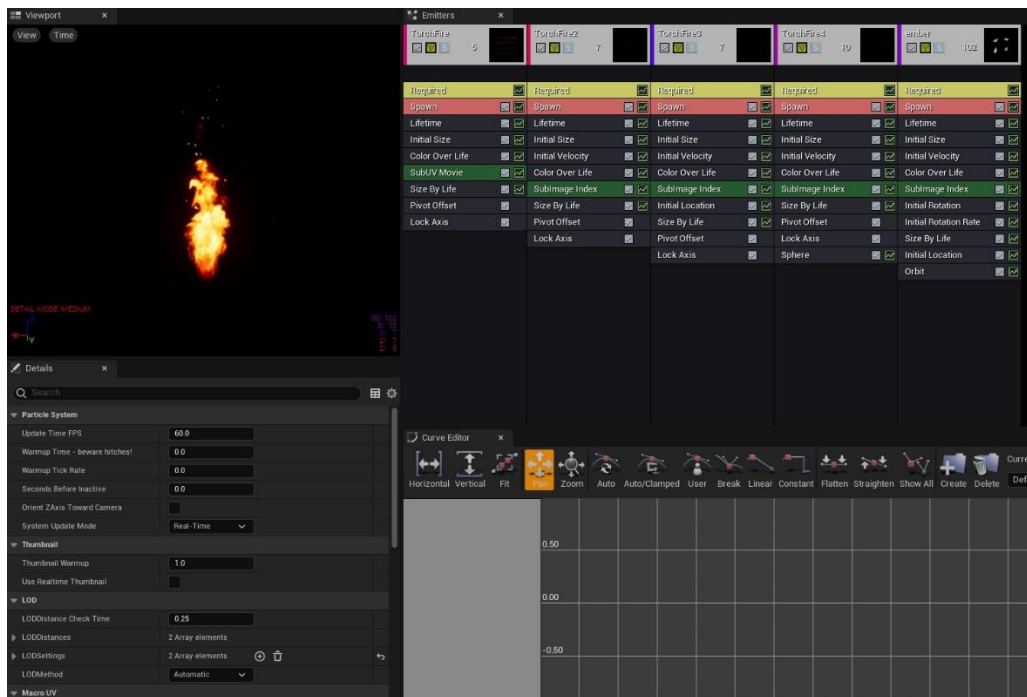 Viewport
View Time
DETAIL MODE: MEDIUM
Y
Details
Search
Particle System
Update Time FPS 60.0
Warmup Time - beware hitches! 0.0
Warmup Tick Rate 0.0
Seconds Before Inactive 0.0
Orient ZAxis Toward Camera
System Update Mode Real-Time
Thumbnail
Thumbnail Warmup 1.0
Use Realtime Thumbnail
LOD
LODDistance Check Time 0.25
LODDistances 2 Array elements
LODSettings 2 Array elements
LODMethod Automatic
Macro UV
Emitters
TorchFire TorchFire2 TorchFire3 TorchFire4 ember
S 5 S 7 S 7 S 10 S 102
Required Required Required Required Required
Spawn Spawn Spawn Spawn Spawn
Lifetime Lifetime Lifetime Lifetime Lifetime
Initial Size Initial Size Initial Size Initial Size Initial Size
Color Over Life Initial Velocity Initial Velocity Initial Velocity Initial Velocity
SubUV Movie Color Over Life Color Over Life Color Over Life Color Over Life
Size By Life SubImage Index SubImage Index SubImage Index SubImage Index
Pivot Offset Size By Life Initial Location Size By Life Initial Rotation
Lock Axis Pivot Offset Size By Life Pivot Offset Initial Rotation Rate
Lock Axis Pivot Offset Lock Axis Size By Life
Lock Axis Sphere Initial Location
Orbit
Curve Editor
Horizontal Vertical Fit Pan Zoom Auto Auto/Clamped User Break Linear Constant Flatten Straighten Show All Create Delete
Curre
Def
0.50
0.00
-0.50